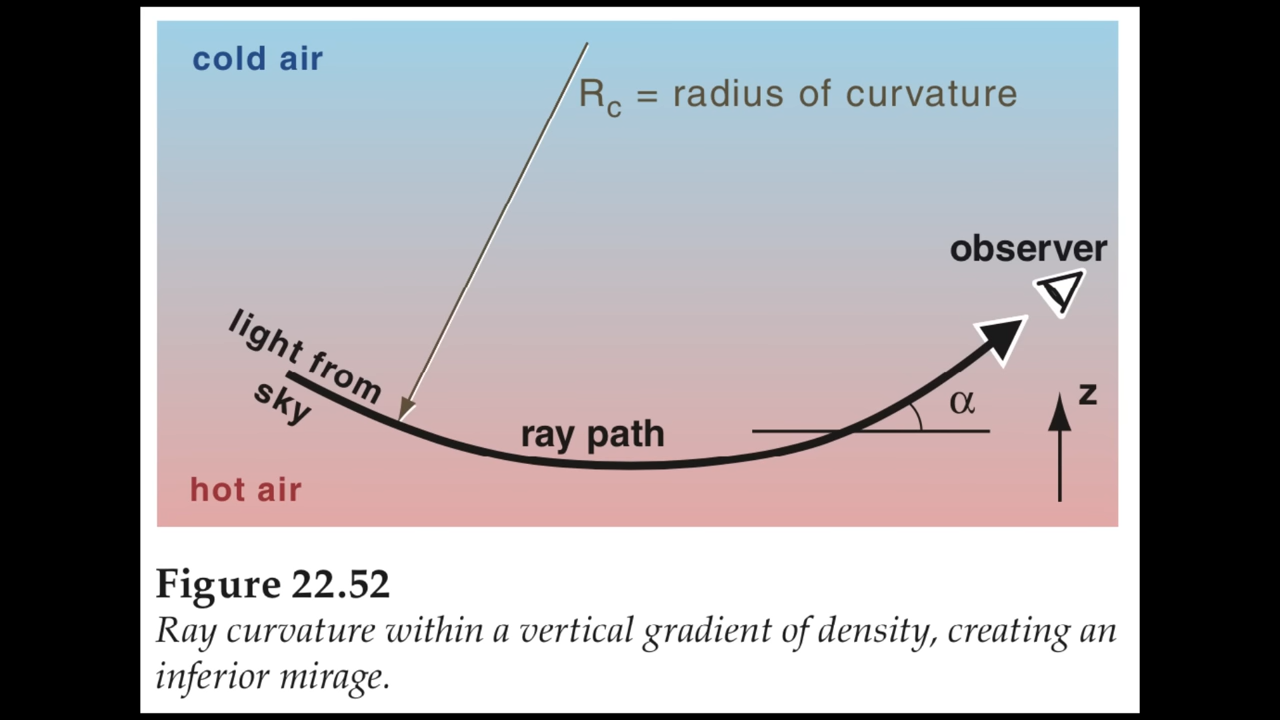 cold air
R_c = radius of curvature
observer
light from
sky
ray path
α
z
hot air
Figure 22.52
Ray curvature within a vertical gradient of density, creating an
inferior mirage.